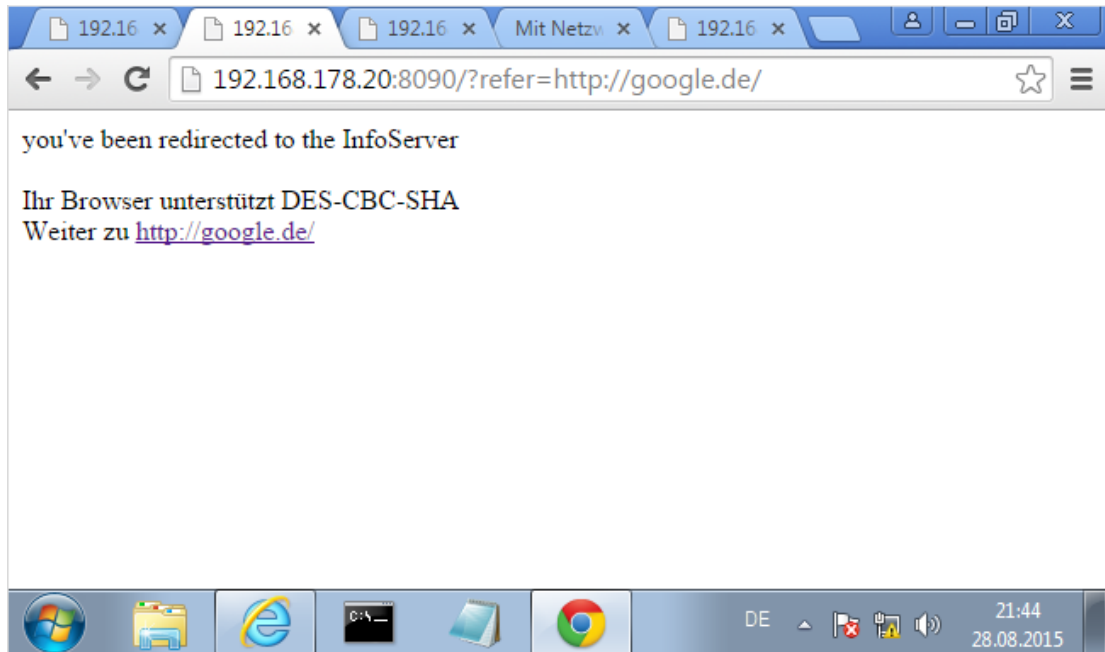 192.16
192.16
192.16
Mit Netzw
192.16
192.168.178.20:8090/?refer=http://google.de/
you've been redirected to the InfoServer
Ihr Browser unterstützt DES-CBC-SHA
Weiter zu http://google.de/
C:\_
DE
21:44
28.08.2015